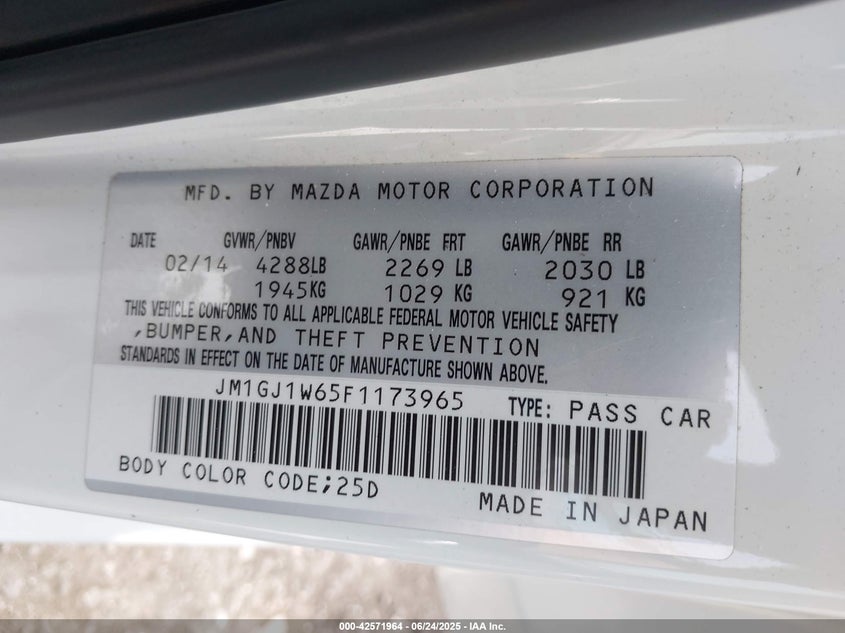 MFD. BY MAZDA MOTOR CORPORATION
DATE GVWR/PNBV GAWR/PNBE FRT GAWR/PNBE RR
02/14 4288LB 2269 LB 2030 LB
1945KG 1029 KG 921 KG
THIS VEHICLE CONFORMS TO ALL APPLICABLE FEDERAL MOTOR VEHICLE SAFETY
,BUMPER,AND THEFT PREVENTION
STANDARDS IN EFFECT ON THE DATE OF MANUFACTURE SHOWN ABOVE.
JM1GJ1W65F1173965 TYPE: PASS CAR
BODY COLOR CODE;25D
MADE IN JAPAN
000-42571964 - 06/24/2025 - IAA Inc.